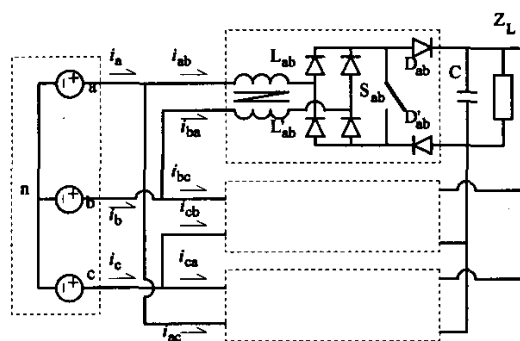 Z_L
i_a
i_ab
L_ab
D_ab
C
a
S_ab
L'_ab
D'_ab
i_ba
n
i_bc
b
i_b
i_cb
i_c
c
i_ca
i_ac